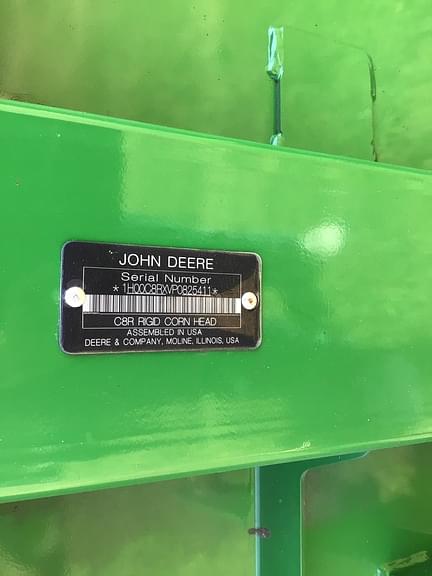 JOHN DEERE
Serial Number
*1H00C8RXVP0825411*
C8R RIGID CORN HEAD
ASSEMBLED IN USA
DEERE & COMPANY, MOLINE, ILLINOIS, USA